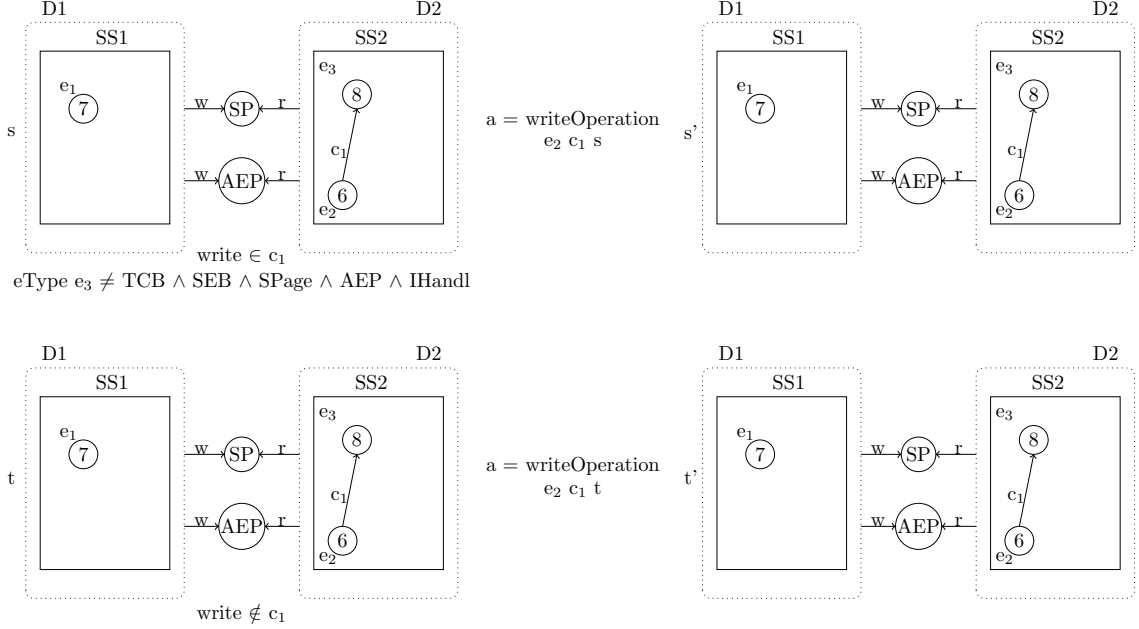 D1 D2 D1 D2
SS1 SS2 SS1 SS2
e3 e3
e1 8 e1 8
7 w SP r 7 w SP r
a = writeOperation
s c1 e2 c1 s s' c1
w AEP r w AEP r
6 6
e2 e2
write ∈ c1
eType e3 ≠ TCB ∧ SEB ∧ SPage ∧ AEP ∧ IHandl
D1 D2 D1 D2
SS1 SS2 SS1 SS2
e3 e3
e1 8 e1 8
7 w SP r 7 w SP r
a = writeOperation
t c1 e2 c1 t t' c1
w AEP r w AEP r
6 6
e2 e2
write ∉ c1